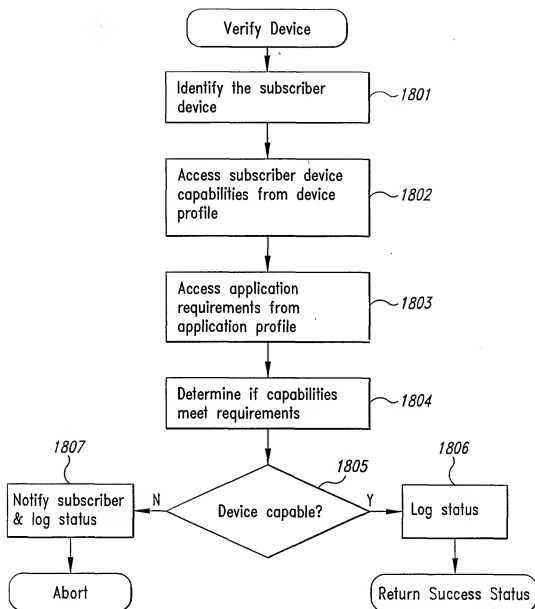 Verify Device
Identify the subscriber
device
1801
Access subscriber device
capabilities from device
profile
1802
Access application
requirements from
application profile
1803
Determine if capabilities
meet requirements
1804
1805
Device capable?
N
Y
1807
Notify subscriber
& log status
Abort
1806
Log status
Return Success Status